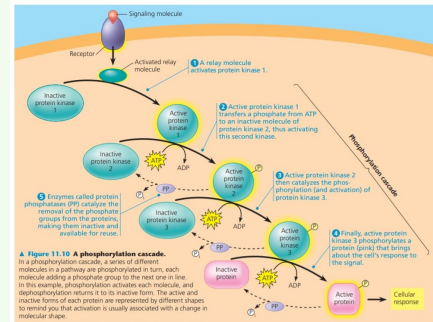 Signaling molecule
Receptor
Activated relay
molecule
1 A relay molecule
activates protein kinase 1.
Inactive
protein kinase
1
Active
protein
kinase
1
2 Active protein kinase 1
transfers a phosphate from ATP
to an inactive molecule of
protein kinase 2, thus activating
this second kinase.
Phosphorylation cascade
Inactive
protein kinase
2
ATP
ADP
P
Active
protein
kinase
2
PP
P
3 Active protein kinase 2
then catalyzes the phos-
phorylation (and activation) of
protein kinase 3.
5 Enzymes called protein
phosphatases (PP) catalyze the
removal of the phosphate
groups from the proteins,
making them inactive and
available for reuse.
Inactive
protein kinase
3
ATP
ADP
P
Active
protein
kinase
3
PP
P
4 Finally, active protein
kinase 3 phosphorylates a
protein (pink) that brings
about the cell's response to
the signal.
Inactive
protein
ATP
ADP
P
Active
protein
Cellular
response
PP
P
▲ Figure 11.10 A phosphorylation cascade.
In a phosphorylation cascade, a series of different
molecules in a pathway are phosphorylated in turn, each
molecule adding a phosphate group to the next one in line.
In this example, phosphorylation activates each molecule, and
dephosphorylation returns it to its inactive form. The active and
inactive forms of each protein are represented by different shapes
to remind you that activation is usually associated with a change in
molecular shape.